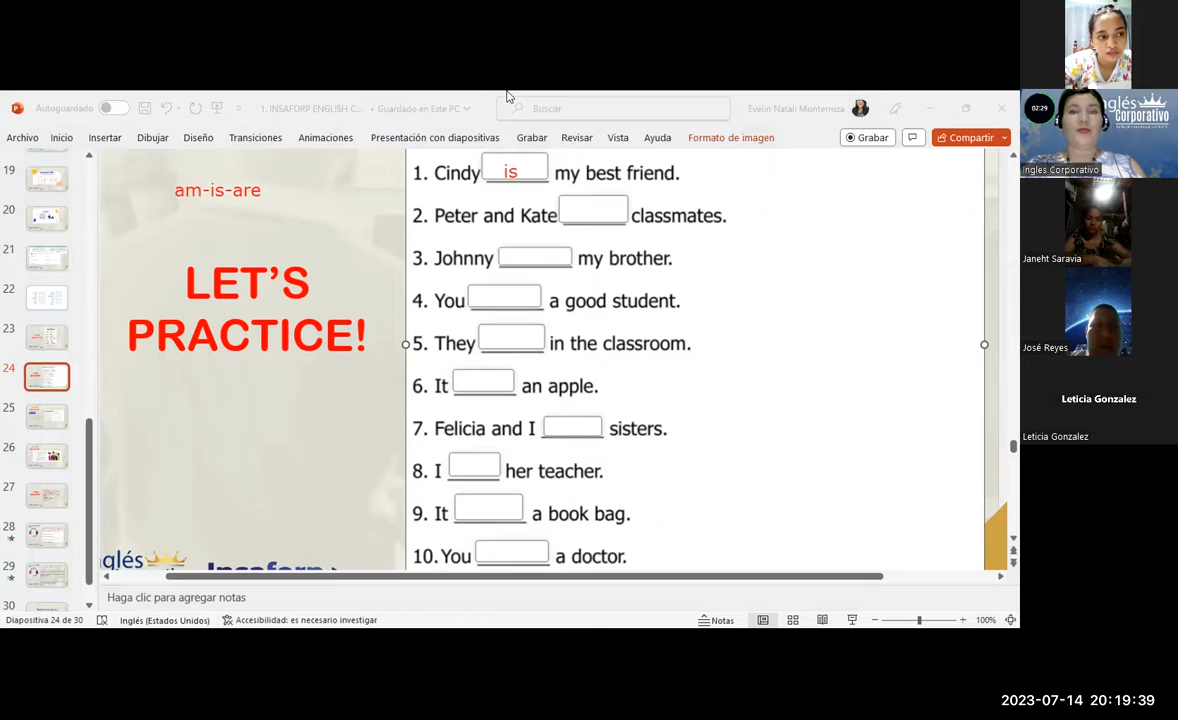 Autoguardado
1. INSAFORP ENGLISH C... • Guardado en Este PC
Buscar
Evelin Natali Monterroza
Archivo Inicio Insertar Dibujar Diseño Transiciones Animaciones Presentación con diapositivas Grabar Revisar Vista Ayuda Formato de imagen
Grabar
Compartir
19
20
21
22
23
24
25
26
27
28
29
30
am-is-are
LET'S
PRACTICE!
1. Cindy is my best friend.
2. Peter and Kate classmates.
3. Johnny my brother.
4. You a good student.
5. They in the classroom.
6. It an apple.
7. Felicia and I sisters.
8. I her teacher.
9. It a book bag.
10. You a doctor.
Haga clic para agregar notas
Diapositiva 24 de 30 Inglés (Estados Unidos) Accesibilidad: es necesario investigar Notas 100%
02:29
Inglés
Corporativo
Ingles Corporativo
Janeht Saravia
José Reyes
Leticia Gonzalez
Leticia Gonzalez
2023-07-14 20:19:39